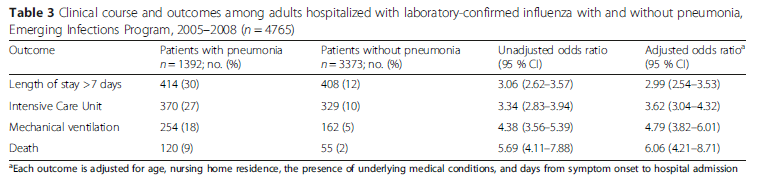 Table 3 Clinical course and outcomes among adults hospitalized with laboratory-confirmed influenza with and without pneumonia,
Emerging Infections Program, 2005–2008 (n = 4765)
Outcome Patients with pneumonia Patients without pneumonia Unadjusted odds ratio Adjusted odds ratioᵃ
n = 1392; no. (%) n = 3373; no. (%) (95 % CI) (95 % CI)
Length of stay >7 days 414 (30) 408 (12) 3.06 (2.62–3.57) 2.99 (2.54–3.53)
Intensive Care Unit 370 (27) 329 (10) 3.34 (2.83–3.94) 3.62 (3.04–4.32)
Mechanical ventilation 254 (18) 162 (5) 4.38 (3.56–5.39) 4.79 (3.82–6.01)
Death 120 (9) 55 (2) 5.69 (4.11–7.88) 6.06 (4.21–8.71)
ᵃEach outcome is adjusted for age, nursing home residence, the presence of underlying medical conditions, and days from symptom onset to hospital admission